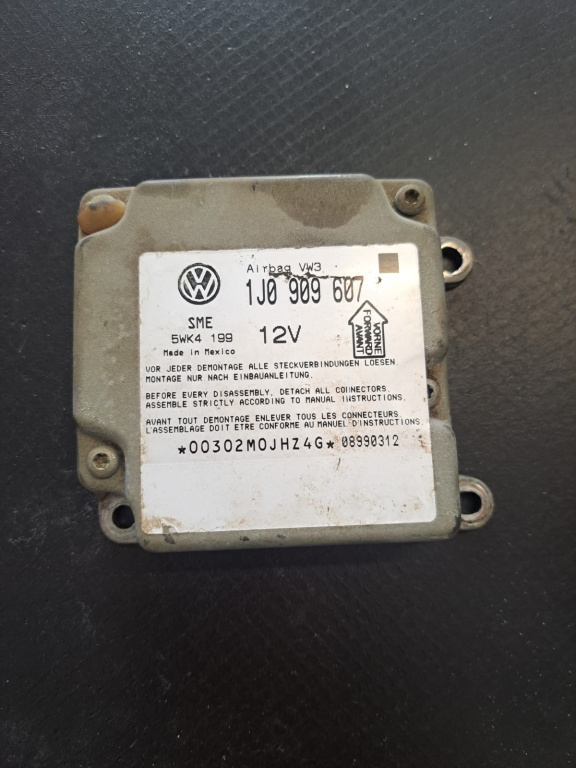 Airbag VW3
1J0 909 607
SME
5WK4 199
12V
Made in Mexico
VORNE
FORWARD
AVANT
VOR JEDER DEMONTAGE ALLE STECKVERBINDUNGEN LOESEN.
MONTAGE NUR NACH EINBAUANLEITUNG.
BEFORE EVERY DISASSEMBLY, DETACH ALL CONNECTORS.
ASSEMBLE STRICTLY ACCORDING TO MANUAL INSTRUCTIONS.
AVANT TOUT DEMONTAGE ENLEVER TOUS LES CONNECTEURS.
L'ASSEMBLAGE DOIT ETRE CONFORME AU MANUEL D'INSTRUCTIONS.
*00302M0JHZ4G* 08990312